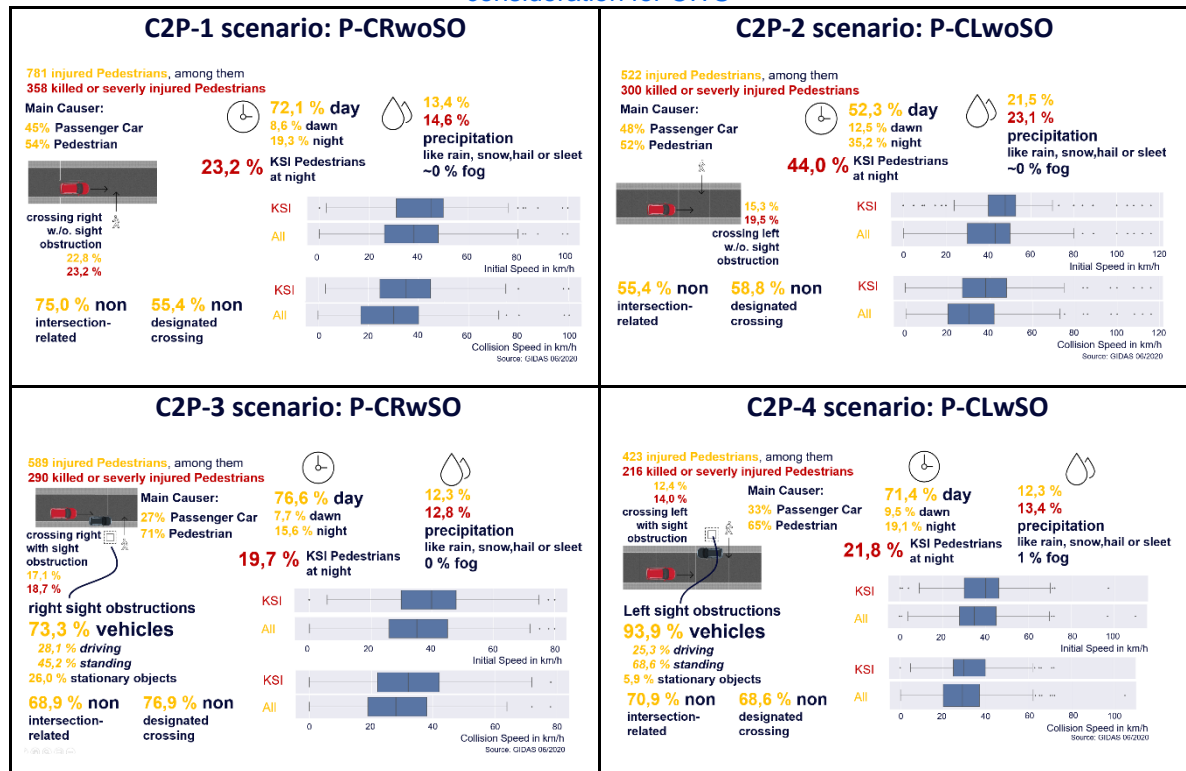 consideration for OITS
C2P-1 scenario: P-CRwoSO
781 injured Pedestrians, among them
358 killed or severly injured Pedestrians
Main Causer:
45% Passenger Car
54% Pedestrian
72,1 % day
8,6 % dawn
19,3 % night
23,2 % KSI Pedestrians
at night
13,4 %
14,6 %
precipitation
like rain, snow,hail or sleet
~0 % fog
crossing right
w./o. sight
obstruction
22,8 %
23,2 %
KSI
All
0 20 40 60 80 100
Initial Speed in km/h
KSI
All
0 20 40 60 80 100
Collision Speed in km/h
Source: GIDAS 06/2020
75,0 % non
intersection-
related
55,4 % non
designated
crossing
C2P-2 scenario: P-CLwoSO
522 injured Pedestrians, among them
300 killed or severly injured Pedestrians
Main Causer:
48% Passenger Car
52% Pedestrian
52,3 % day
12,5 % dawn
35,2 % night
44,0 % KSI Pedestrians
at night
21,5 %
23,1 %
precipitation
like rain, snow,hail or sleet
~0 % fog
15,3 %
19,5 %
crossing left
w./o. sight
obstruction
KSI
All
0 20 40 60 80 100 120
Initial Speed in km/h
KSI
All
0 20 40 60 80 100 120
Collision Speed in km/h
Source: GIDAS 06/2020
55,4 % non
intersection-
related
58,8 % non
designated
crossing
C2P-3 scenario: P-CRwSO
589 injured Pedestrians, among them
290 killed or severly injured Pedestrians
Main Causer:
27% Passenger Car
71% Pedestrian
76,6 % day
7,7 % dawn
15,6 % night
19,7 % KSI Pedestrians
at night
12,3 %
12,8 %
precipitation
like rain, snow,hail or sleet
0 % fog
crossing right
with sight
obstruction
17,1 %
18,7 %
right sight obstructions
73,3 % vehicles
28,1 % driving
45,2 % standing
26,0 % stationary objects
KSI
All
0 20 40 60 80
Initial Speed in km/h
KSI
All
0 20 40 60 80
Collision Speed in km/h
Source: GIDAS 06/2020
68,9 % non
intersection-
related
76,9 % non
designated
crossing
C2P-4 scenario: P-CLwSO
423 injured Pedestrians, among them
216 killed or severly injured Pedestrians
12,4 %
14,0 %
crossing left
with sight
obstruction
Main Causer:
33% Passenger Car
65% Pedestrian
71,4 % day
9,5 % dawn
19,1 % night
21,8 % KSI Pedestrians
at night
12,3 %
13,4 %
precipitation
like rain, snow,hail or sleet
1 % fog
Left sight obstructions
93,9 % vehicles
25,3 % driving
68,6 % standing
5,9 % stationary objects
KSI
All
0 20 40 60 80 100
Initial Speed in km/h
KSI
All
0 20 40 60 80 100
Collision Speed in km/h
Source: GIDAS 06/2020
70,9 % non
intersection-
related
68,6 % non
designated
crossing